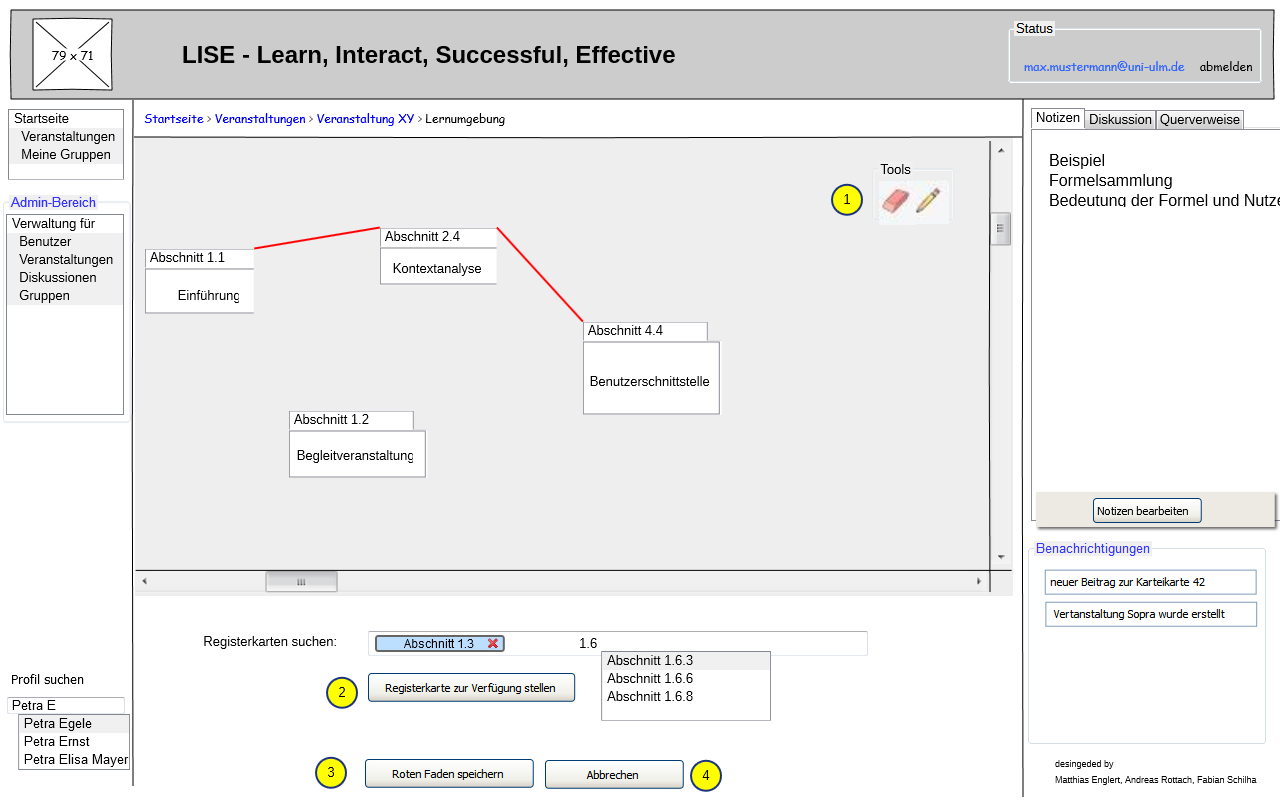 79 x 71
LISE - Learn, Interact, Successful, Effective
Status
max.mustermann@uni-ulm.de abmelden
Startseite
Veranstaltungen
Meine Gruppen
Admin-Bereich
Verwaltung für
Benutzer
Veranstaltungen
Diskussionen
Gruppen
Profil suchen
Petra E
Petra Egele
Petra Ernst
Petra Elisa Mayer
Startseite > Veranstaltungen > Veranstaltung XY > Lernumgebung
Tools
1
Abschnitt 1.1
Einführung
Abschnitt 2.4
Kontextanalyse
Abschnitt 4.4
Benutzerschnittstelle
Abschnitt 1.2
Begleitveranstaltung
Registerkarten suchen: Abschnitt 1.3 1.6
Abschnitt 1.6.3
Abschnitt 1.6.6
Abschnitt 1.6.8
2 Registerkarte zur Verfügung stellen
3 Roten Faden speichern Abbrechen 4
Notizen Diskussion Querverweise
Beispiel
Formelsammlung
Bedeutung der Formel und Nutze
Notizen bearbeiten
Benachrichtigungen
neuer Beitrag zur Karteikarte 42
Vertanstaltung Sopra wurde erstellt
desingeded by
Matthias Englert, Andreas Rottach, Fabian Schilha